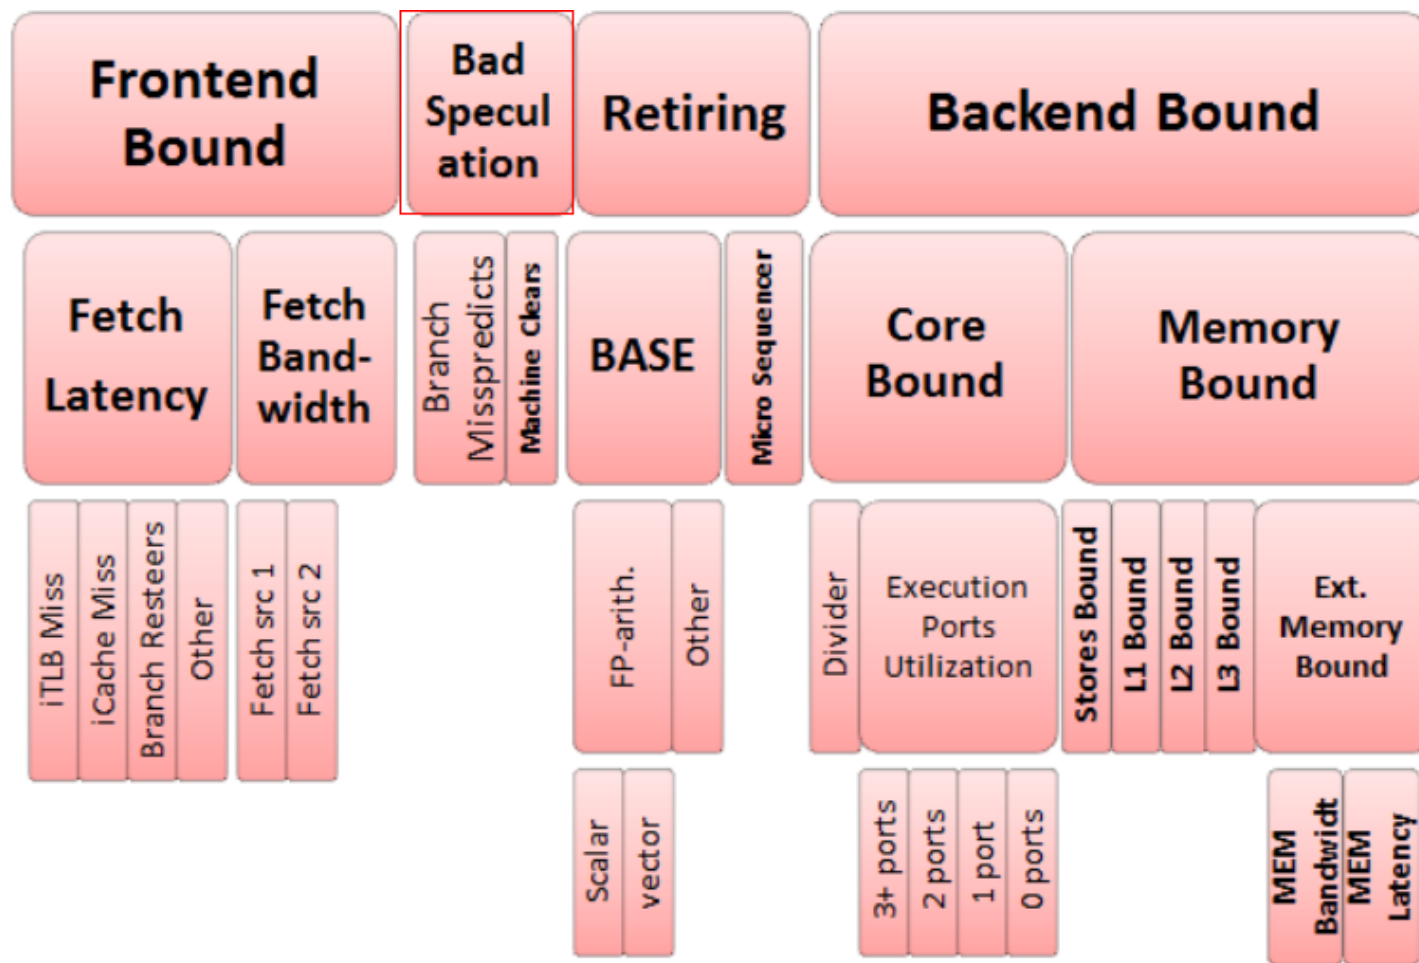 Frontend
Bound
Bad
Specul
ation
Retiring
Backend Bound
Fetch
Latency
Fetch
Band-
width
Branch
Misspredicts
Machine Clears
BASE
Micro Sequencer
Core
Bound
Memory
Bound
iTLB Miss
iCache Miss
Branch Resteers
Other
Fetch src 1
Fetch src 2
FP-arith.
Other
Divider
Execution
Ports
Utilization
Stores Bound
L1 Bound
L2 Bound
L3 Bound
Ext.
Memory
Bound
Scalar
vector
3+ ports
2 ports
1 port
0 ports
MEM
Bandwidt
MEM
Latency